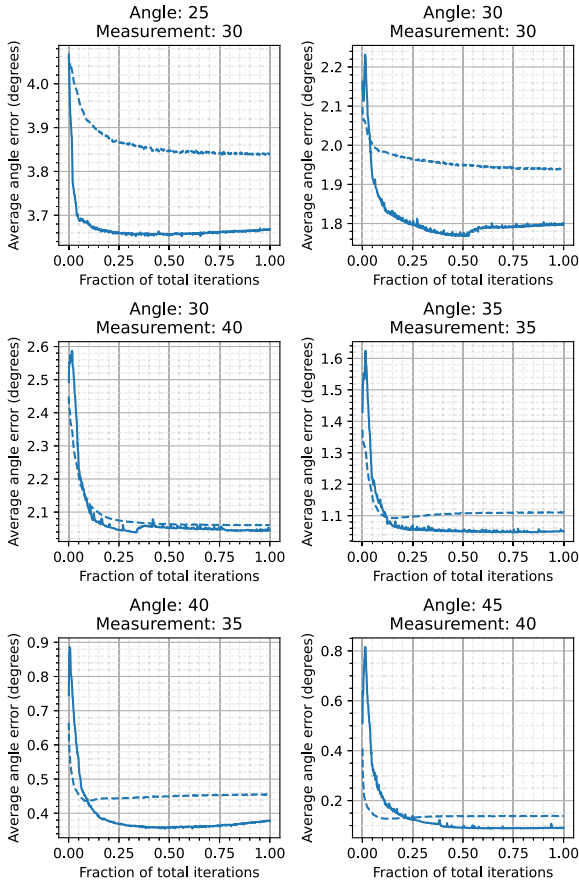 Angle: 25
Measurement: 30
Average angle error (degrees)
4.0
3.9
3.8
3.7
0.00 0.25 0.50 0.75 1.00
Fraction of total iterations
Angle: 30
Measurement: 30
Average angle error (degrees)
2.2
2.1
2.0
1.9
1.8
0.00 0.25 0.50 0.75 1.00
Fraction of total iterations
Angle: 30
Measurement: 40
Average angle error (degrees)
2.6
2.5
2.4
2.3
2.2
2.1
0.00 0.25 0.50 0.75 1.00
Fraction of total iterations
Angle: 35
Measurement: 35
Average angle error (degrees)
1.6
1.5
1.4
1.3
1.2
1.1
0.00 0.25 0.50 0.75 1.00
Fraction of total iterations
Angle: 40
Measurement: 35
Average angle error (degrees)
0.9
0.8
0.7
0.6
0.5
0.4
0.00 0.25 0.50 0.75 1.00
Fraction of total iterations
Angle: 45
Measurement: 40
Average angle error (degrees)
0.8
0.6
0.4
0.2
0.00 0.25 0.50 0.75 1.00
Fraction of total iterations